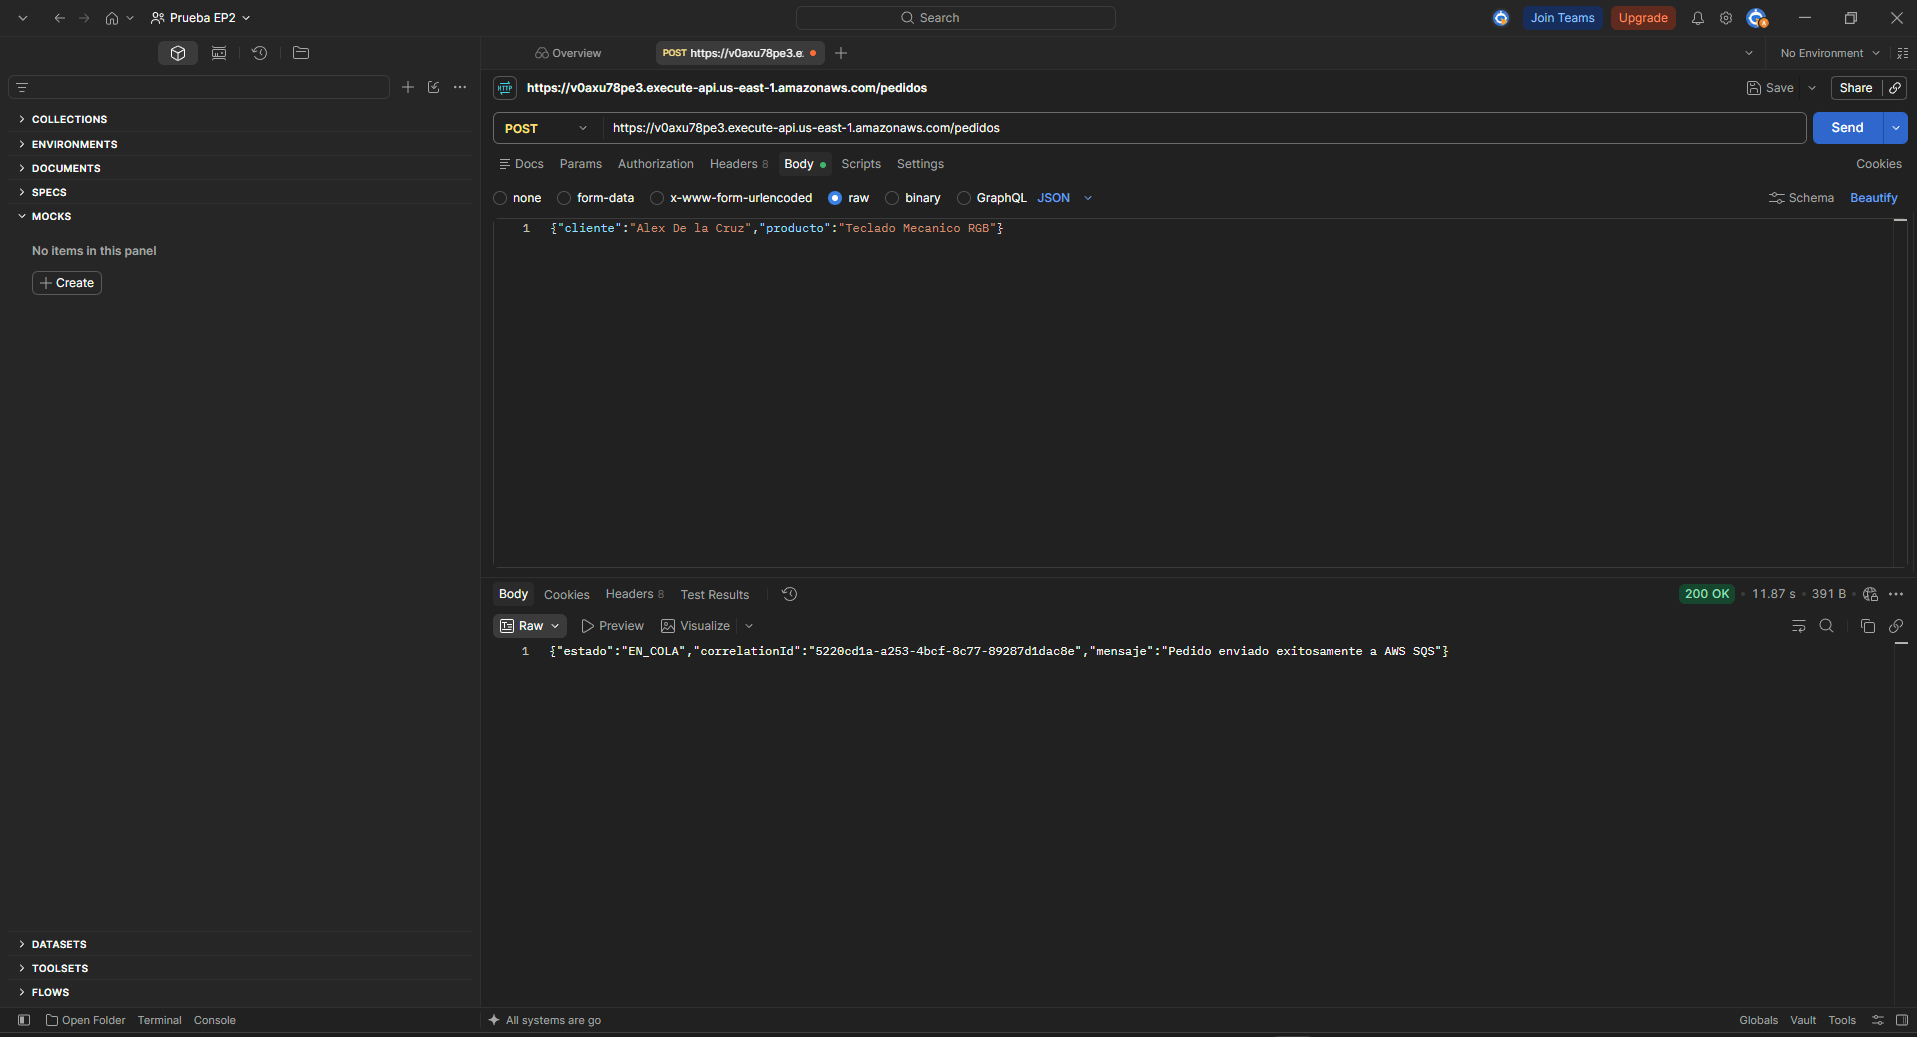 Prueba EP2
Search
Join Teams
Upgrade
Overview
POST https://v0axu78pe3.e
No Environment
HTTP
https://v0axu78pe3.execute-api.us-east-1.amazonaws.com/pedidos
Save
Share
COLLECTIONS
ENVIRONMENTS
DOCUMENTS
SPECS
MOCKS
No items in this panel
Create
POST
https://v0axu78pe3.execute-api.us-east-1.amazonaws.com/pedidos
Send
Docs Params Authorization Headers 8 Body Scripts Settings
Cookies
none form-data x-www-form-urlencoded raw binary GraphQL JSON
Schema Beautify
1 {"cliente":"Alex De la Cruz","producto":"Teclado Mecanico RGB"}
Body Cookies Headers 8 Test Results
200 OK • 11.87 s • 391 B •
Raw Preview Visualize
1 {"estado":"EN_COLA","correlationId":"5220cd1a-a253-4bcf-8c77-89287d1dac8e","mensaje":"Pedido enviado exitosamente a AWS SQS"}
DATASETS
TOOLSETS
FLOWS
Open Folder Terminal Console
All systems are go
Globals Vault Tools